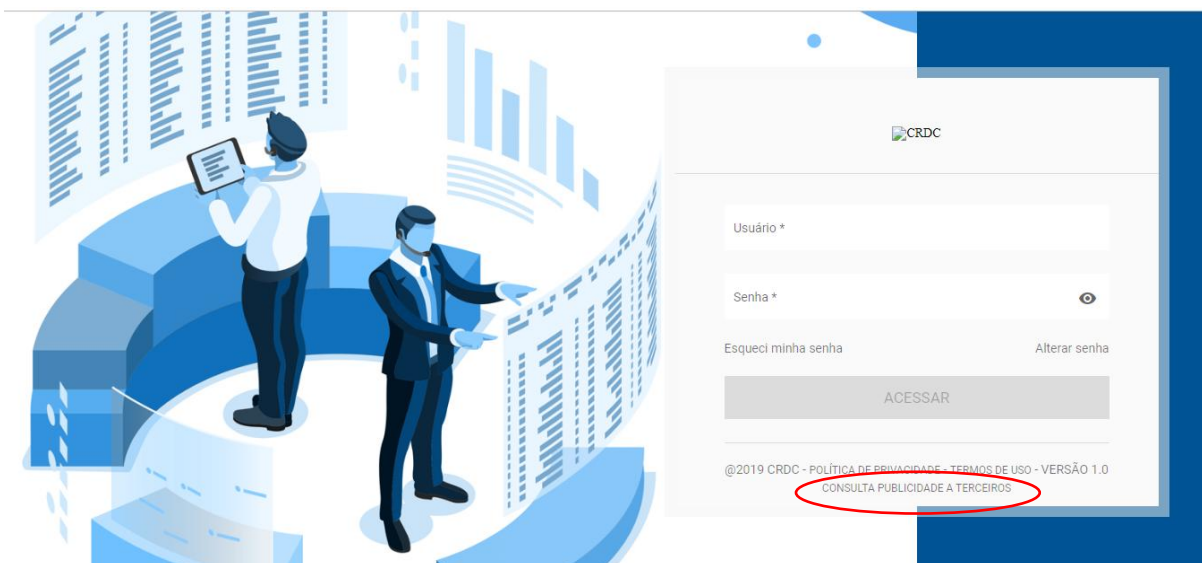 CRDC
Usuário *
Senha *
Esqueci minha senha Alterar senha
ACESSAR
@2019 CRDC - POLÍTICA DE PRIVACIDADE - TERMOS DE USO - VERSÃO 1.0
CONSULTA PUBLICIDADE A TERCEIROS